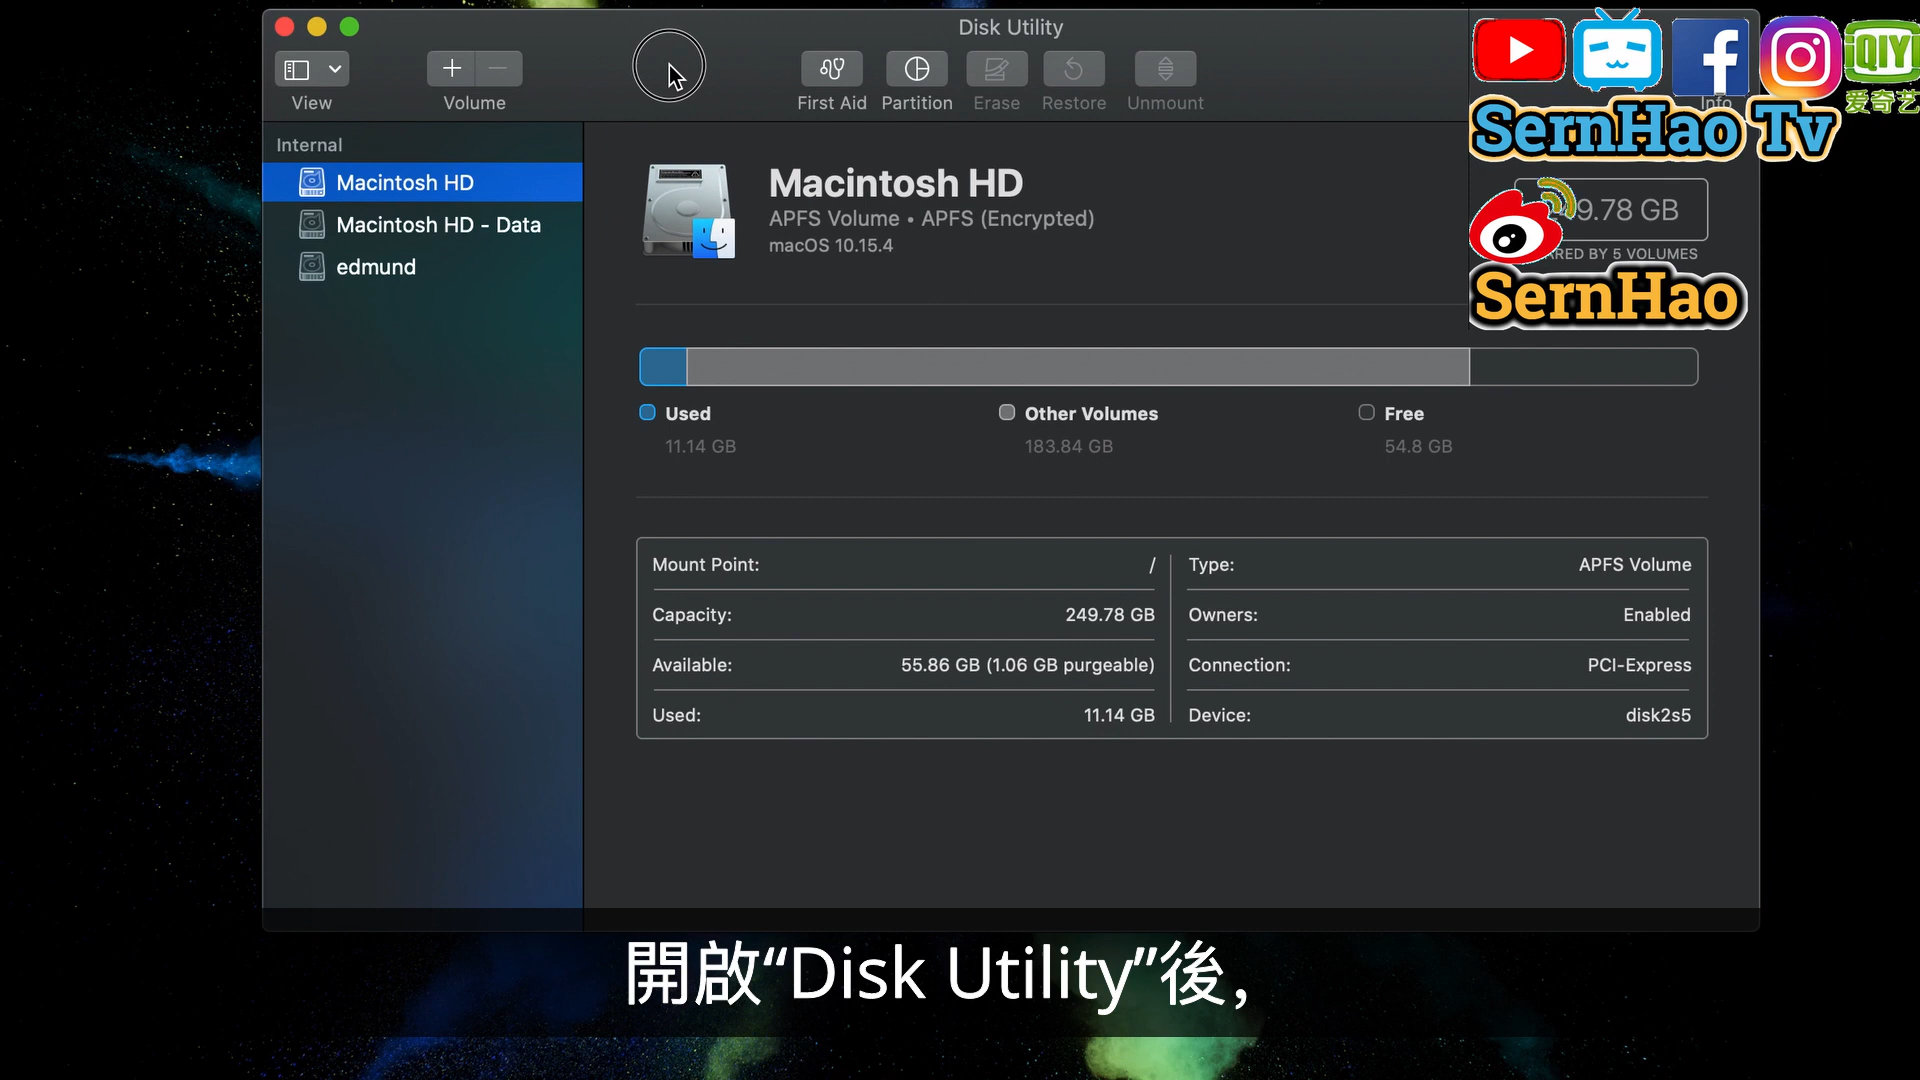 Disk Utility
View
Volume
First Aid
Partition
Erase
Restore
Unmount
Info
iQIYI
爱奇艺
SernHao Tv
Internal
Macintosh HD
Macintosh HD - Data
edmund
Macintosh HD
APFS Volume • APFS (Encrypted)
macOS 10.15.4
9.78 GB
RED BY 5 VOLUMES
SernHao
Used
11.14 GB
Other Volumes
183.84 GB
Free
54.8 GB
Mount Point: /
Capacity: 249.78 GB
Available: 55.86 GB (1.06 GB purgeable)
Used: 11.14 GB
Type: APFS Volume
Owners: Enabled
Connection: PCI-Express
Device: disk2s5
開啟“Disk Utility”後,